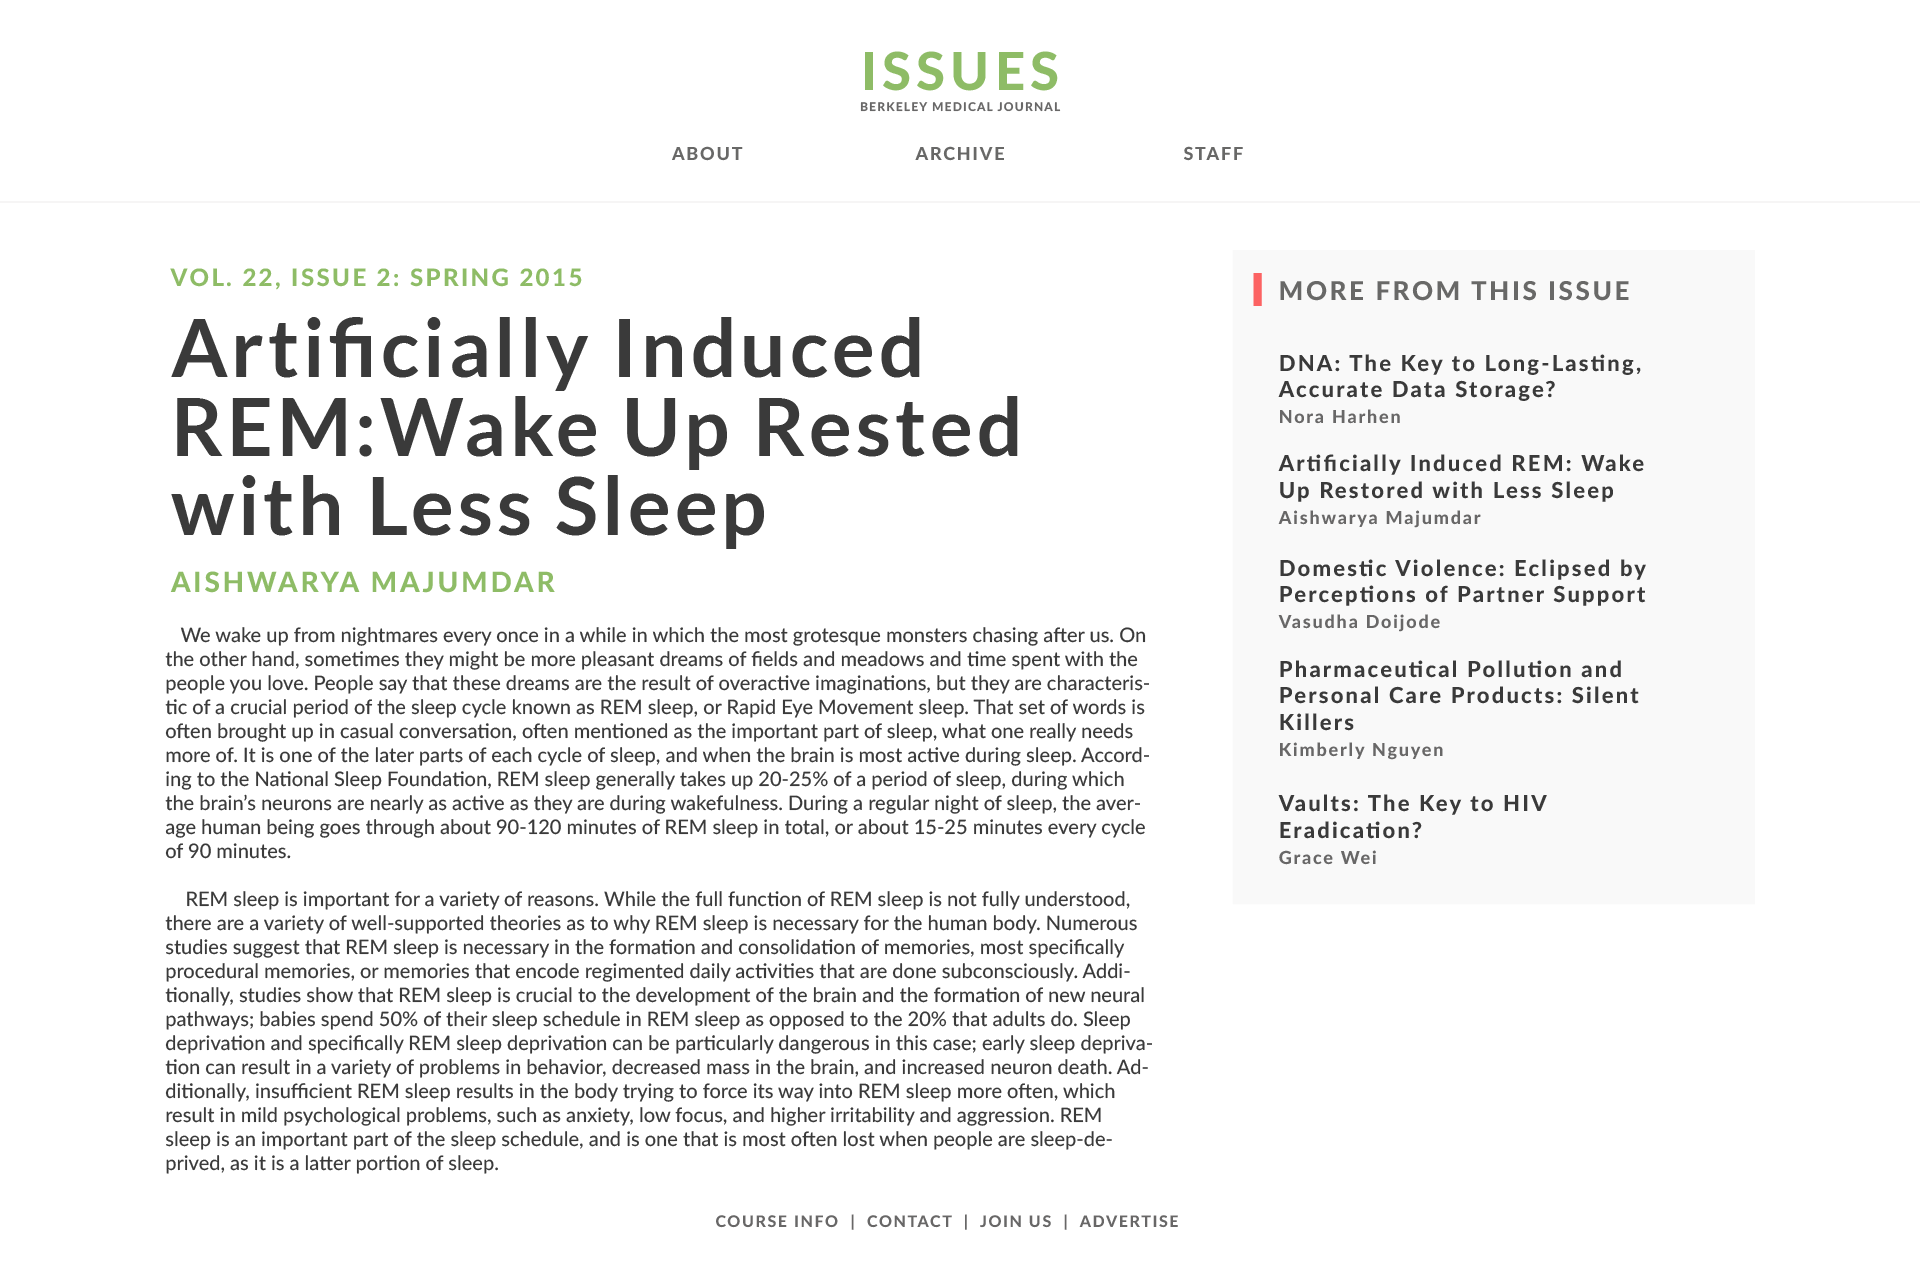 ISSUES
BERKELEY MEDICAL JOURNAL
ABOUT
ARCHIVE
STAFF
VOL. 22, ISSUE 2: SPRING 2015
Artificially Induced
REM:Wake Up Rested
with Less Sleep
AISHWARYA MAJUMDAR
We wake up from nightmares every once in a while in which the most grotesque monsters chasing after us. On
the other hand, sometimes they might be more pleasant dreams of fields and meadows and time spent with the
people you love. People say that these dreams are the result of overactive imaginations, but they are characteris-
tic of a crucial period of the sleep cycle known as REM sleep, or Rapid Eye Movement sleep. That set of words is
often brought up in casual conversation, often mentioned as the important part of sleep, what one really needs
more of. It is one of the later parts of each cycle of sleep, and when the brain is most active during sleep. Accord-
ing to the National Sleep Foundation, REM sleep generally takes up 20-25% of a period of sleep, during which
the brain’s neurons are nearly as active as they are during wakefulness. During a regular night of sleep, the aver-
age human being goes through about 90-120 minutes of REM sleep in total, or about 15-25 minutes every cycle
of 90 minutes.
REM sleep is important for a variety of reasons. While the full function of REM sleep is not fully understood,
there are a variety of well-supported theories as to why REM sleep is necessary for the human body. Numerous
studies suggest that REM sleep is necessary in the formation and consolidation of memories, most specifically
procedural memories, or memories that encode regimented daily activities that are done subconsciously. Addi-
tionally, studies show that REM sleep is crucial to the development of the brain and the formation of new neural
pathways; babies spend 50% of their sleep schedule in REM sleep as opposed to the 20% that adults do. Sleep
deprivation and specifically REM sleep deprivation can be particularly dangerous in this case; early sleep depriva-
tion can result in a variety of problems in behavior, decreased mass in the brain, and increased neuron death. Ad-
ditionally, insufficient REM sleep results in the body trying to force its way into REM sleep more often, which
result in mild psychological problems, such as anxiety, low focus, and higher irritability and aggression. REM
sleep is an important part of the sleep schedule, and is one that is most often lost when people are sleep-de-
prived, as it is a latter portion of sleep.
MORE FROM THIS ISSUE
DNA: The Key to Long-Lasting,
Accurate Data Storage?
Nora Harhen
Artificially Induced REM: Wake
Up Restored with Less Sleep
Aishwarya Majumdar
Domestic Violence: Eclipsed by
Perceptions of Partner Support
Vasudha Doijode
Pharmaceutical Pollution and
Personal Care Products: Silent
Killers
Kimberly Nguyen
Vaults: The Key to HIV
Eradication?
Grace Wei
COURSE INFO | CONTACT | JOIN US | ADVERTISE